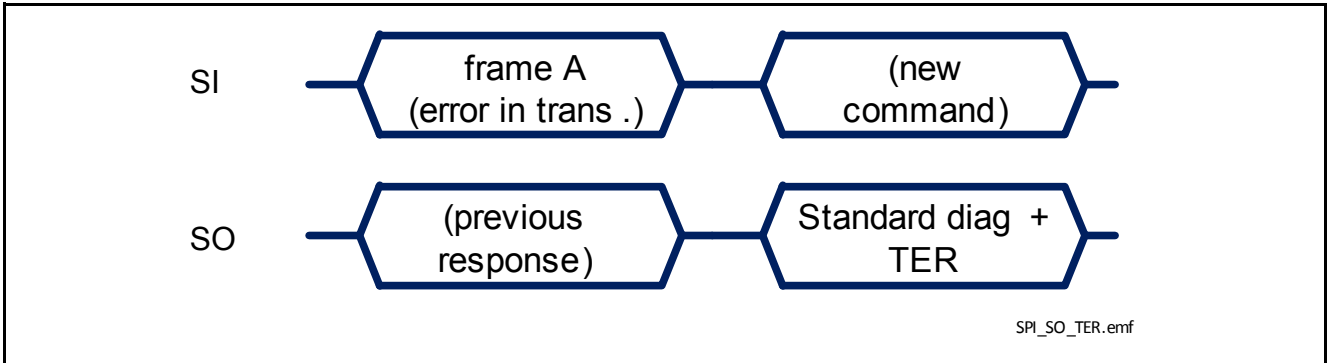 SI
frame A
(error in trans .)
(new
command)
SO
(previous
response)
Standard diag +
TER
SPI_SO_TER.emf